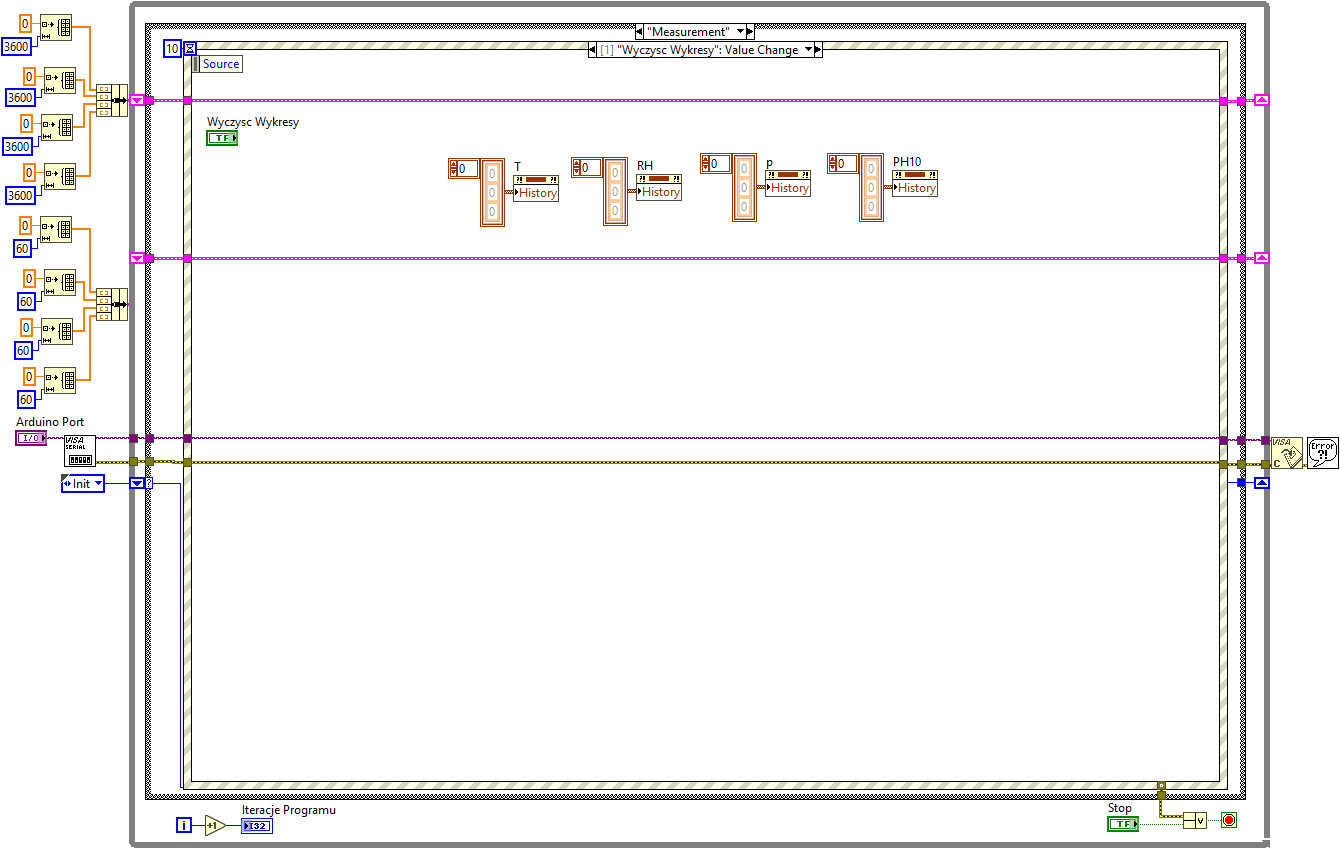 "Measurement"
[1] "Wyczysc Wykresy": Value Change
10
Source
0
3600
0
3600
0
3600
0
3600
0
60
0
60
0
60
0
60
Wyczysc Wykresy
TF
0
0
0
0
T
?! ?!
History
0
0
0
0
RH
?! ?!
History
0
0
0
0
p
?! ?!
History
0
0
0
0
PH10
?! ?!
History
Arduino Port
I/O
VISA
SERIAL
Init
?
VISA
C
Error
?!
i
+1
Iteracje Programu
I32
Stop
TF
V